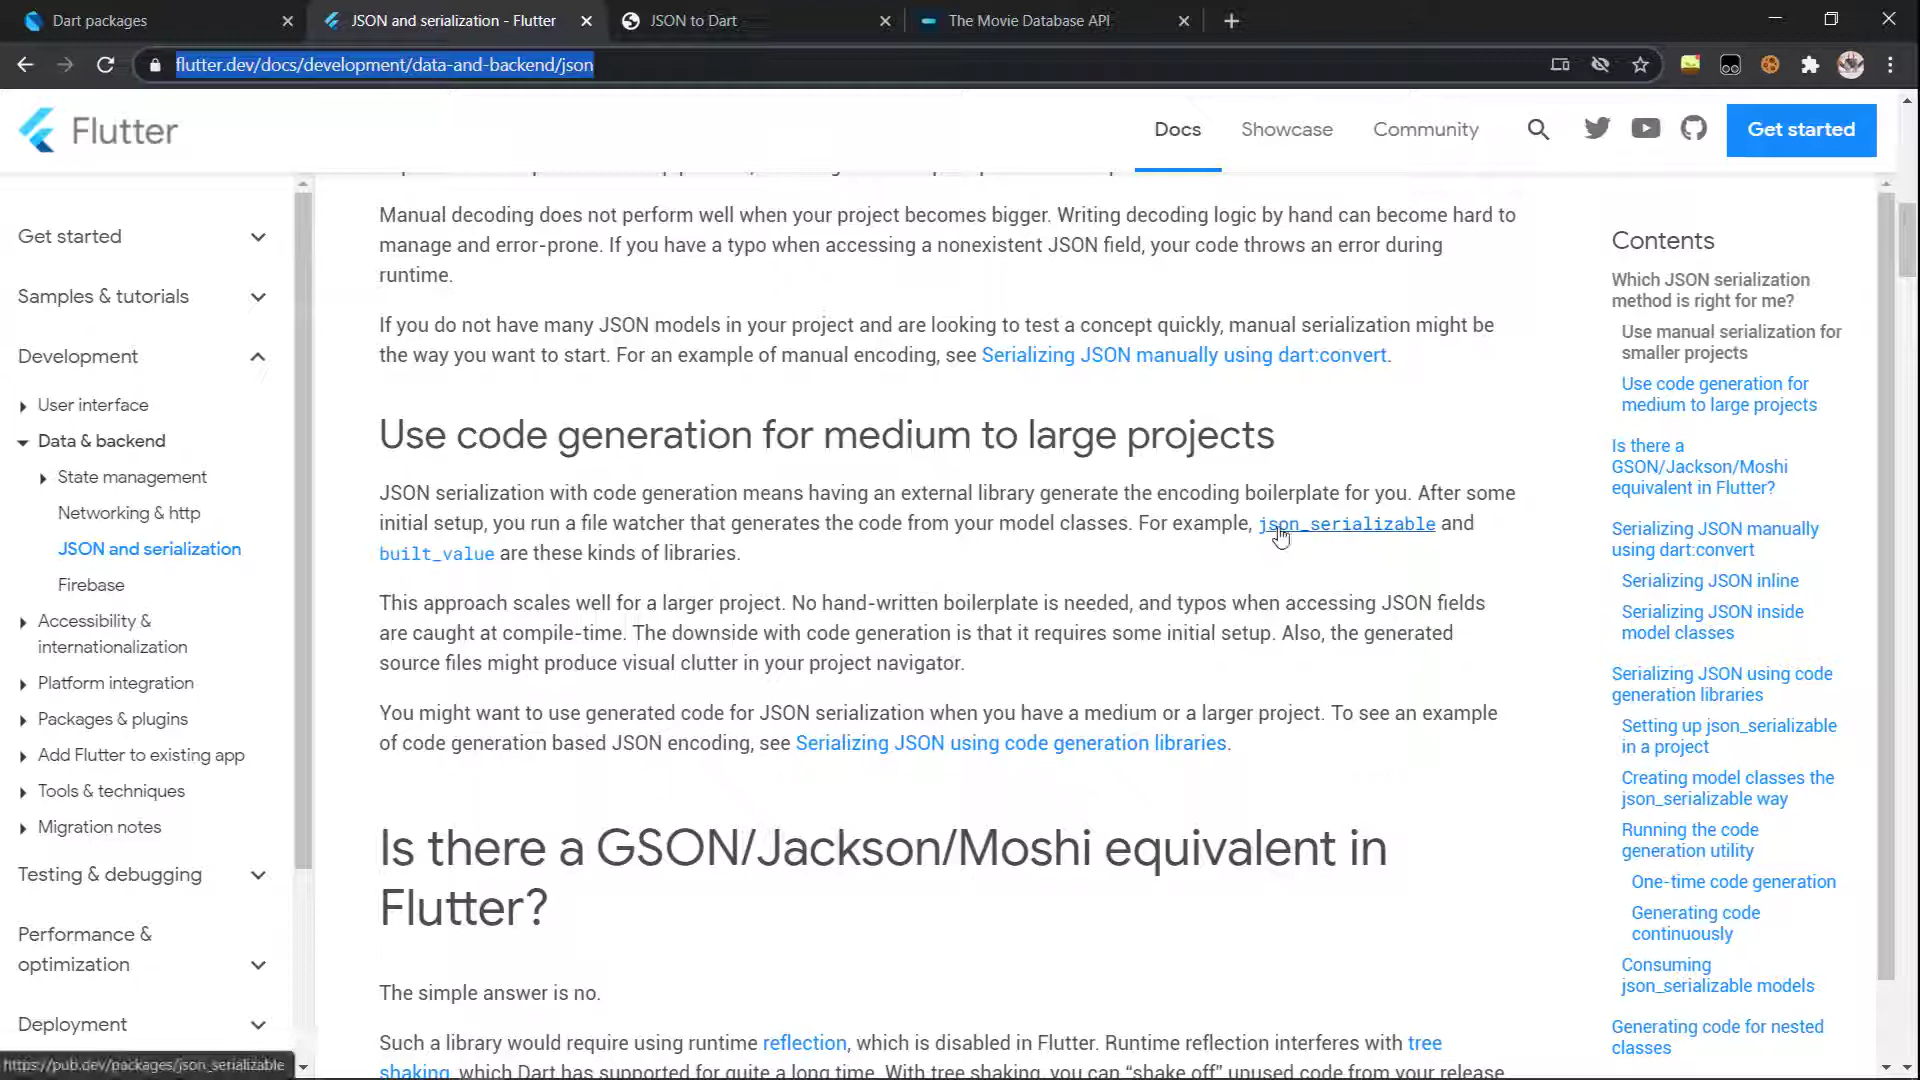 Dart packages
JSON and serialization - Flutter
JSON to Dart
The Movie Database API
flutter.dev/docs/development/data-and-backend/json
Flutter
Docs
Showcase
Community
Get started
Get started
Samples & tutorials
Development
User interface
Data & backend
State management
Networking & http
JSON and serialization
Firebase
Accessibility &
internationalization
Platform integration
Packages & plugins
Add Flutter to existing app
Tools & techniques
Migration notes
Testing & debugging
Performance &
optimization
Deployment
https://pub.dev/packages/json_serializable
Manual decoding does not perform well when your project becomes bigger. Writing decoding logic by hand can become hard to
manage and error-prone. If you have a typo when accessing a nonexistent JSON field, your code throws an error during
runtime.
If you do not have many JSON models in your project and are looking to test a concept quickly, manual serialization might be
the way you want to start. For an example of manual encoding, see Serializing JSON manually using dart:convert.
Use code generation for medium to large projects
JSON serialization with code generation means having an external library generate the encoding boilerplate for you. After some
initial setup, you run a file watcher that generates the code from your model classes. For example, json_serializable and
built_value are these kinds of libraries.
This approach scales well for a larger project. No hand-written boilerplate is needed, and typos when accessing JSON fields
are caught at compile-time. The downside with code generation is that it requires some initial setup. Also, the generated
source files might produce visual clutter in your project navigator.
You might want to use generated code for JSON serialization when you have a medium or a larger project. To see an example
of code generation based JSON encoding, see Serializing JSON using code generation libraries.
Is there a GSON/Jackson/Moshi equivalent in
Flutter?
The simple answer is no.
Such a library would require using runtime reflection, which is disabled in Flutter. Runtime reflection interferes with tree
shaking, which Dart has supported for quite a long time. With tree shaking, you can “shake off” unused code from your release
Contents
Which JSON serialization
method is right for me?
Use manual serialization for
smaller projects
Use code generation for
medium to large projects
Is there a
GSON/Jackson/Moshi
equivalent in Flutter?
Serializing JSON manually
using dart:convert
Serializing JSON inline
Serializing JSON inside
model classes
Serializing JSON using code
generation libraries
Setting up json_serializable
in a project
Creating model classes the
json_serializable way
Running the code
generation utility
One-time code generation
Generating code
continuously
Consuming
json_serializable models
Generating code for nested
classes